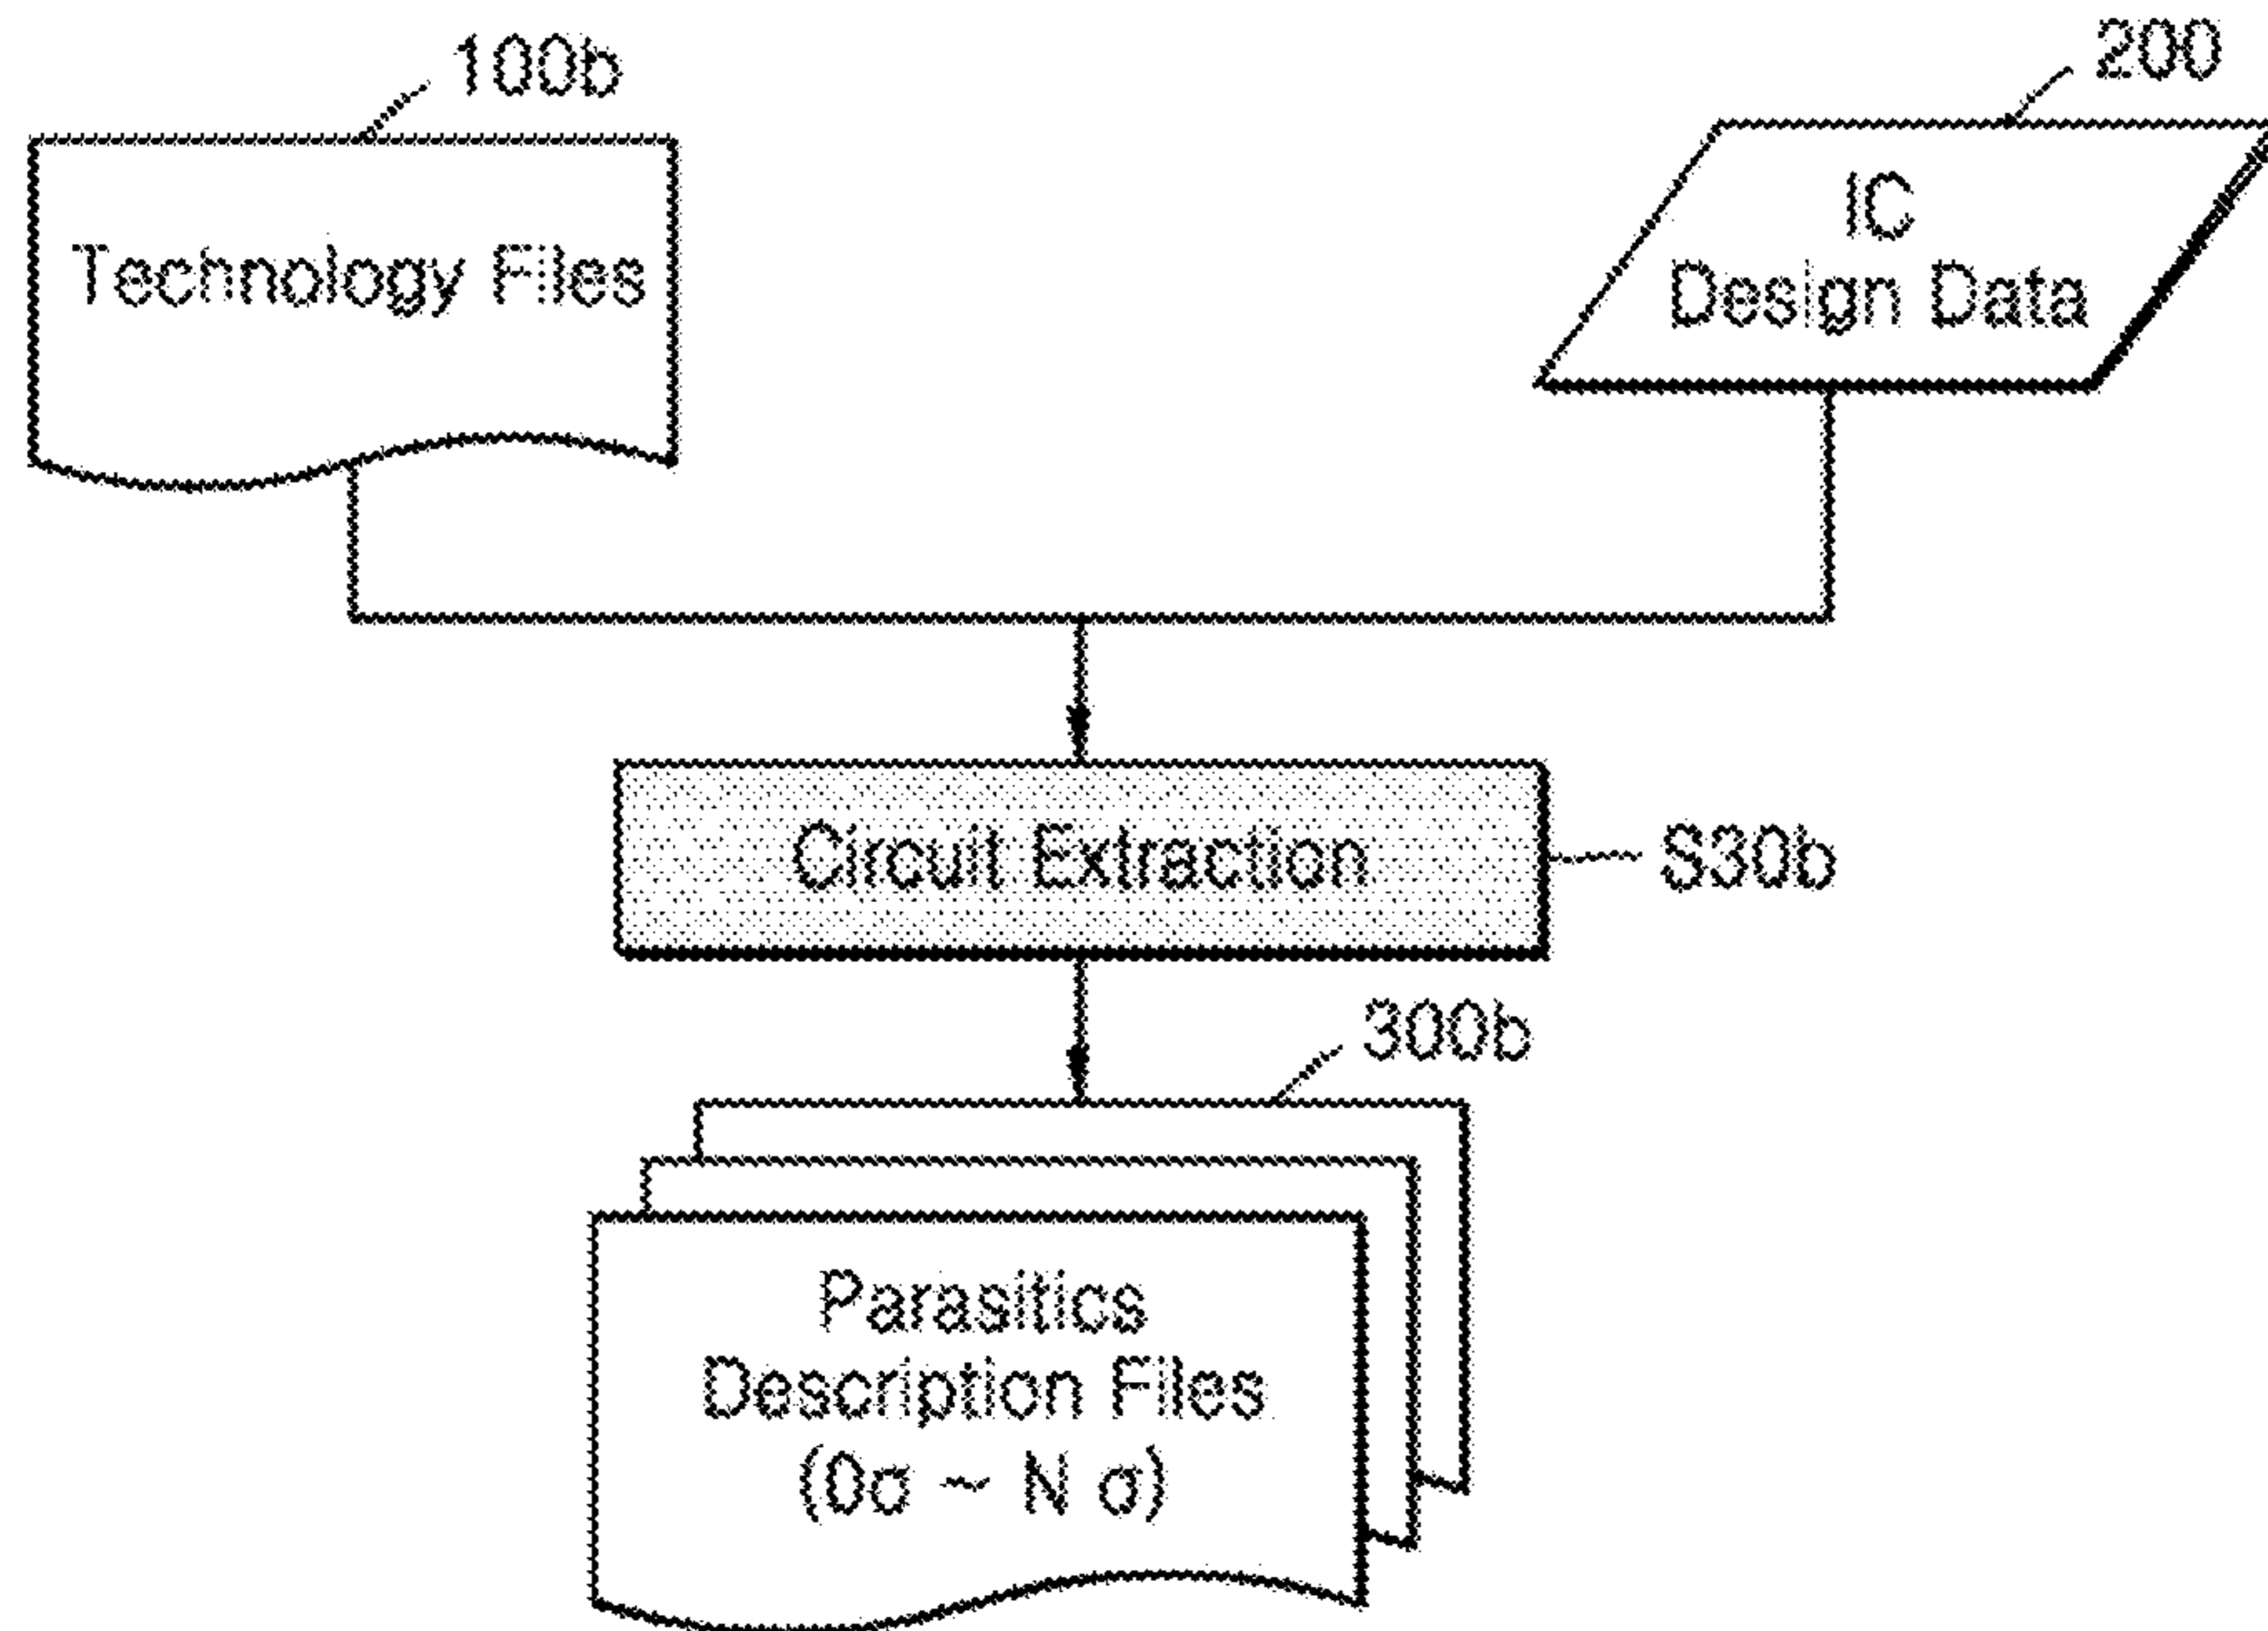 100b
200
Technology Files
IC
Design Data
Circuit Extraction
S30b
300b
Parasitics
Description Files
(0σ ~ N σ)